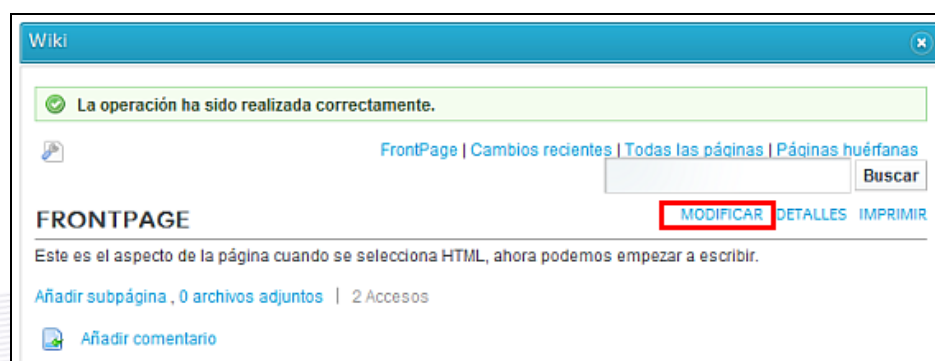 Wiki
La operación ha sido realizada correctamente.
FrontPage | Cambios recientes | Todas las páginas | Páginas huérfanas
Buscar
FRONTPAGE MODIFICAR DETALLES IMPRIMIR
Este es el aspecto de la página cuando se selecciona HTML, ahora podemos empezar a escribir.
Añadir subpágina , 0 archivos adjuntos | 2 Accesos
Añadir comentario